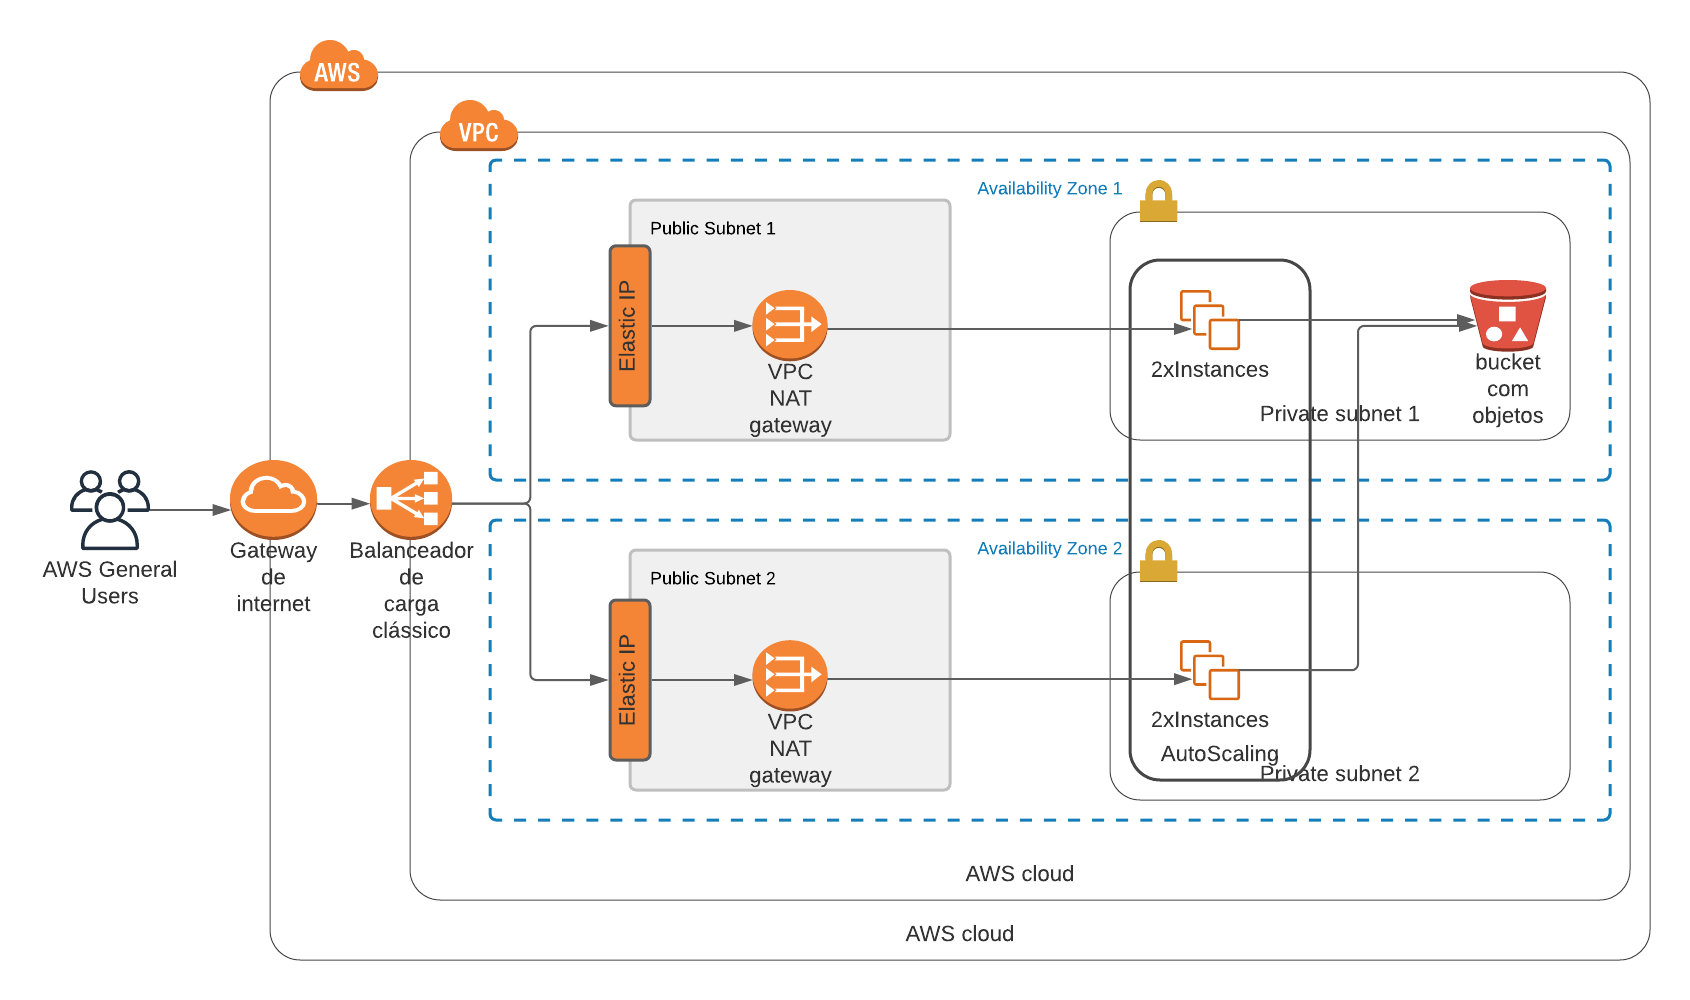 AWS
VPC
Availability Zone 1
Public Subnet 1
Elastic IP
VPC
NAT
gateway
2xInstances
Private subnet 1
bucket
com
objetos
AWS General
Users
Gateway
de
internet
Balanceador
de
carga
clássico
Availability Zone 2
Public Subnet 2
Elastic IP
VPC
NAT
gateway
2xInstances
AutoScaling
Private subnet 2
AWS cloud
AWS cloud